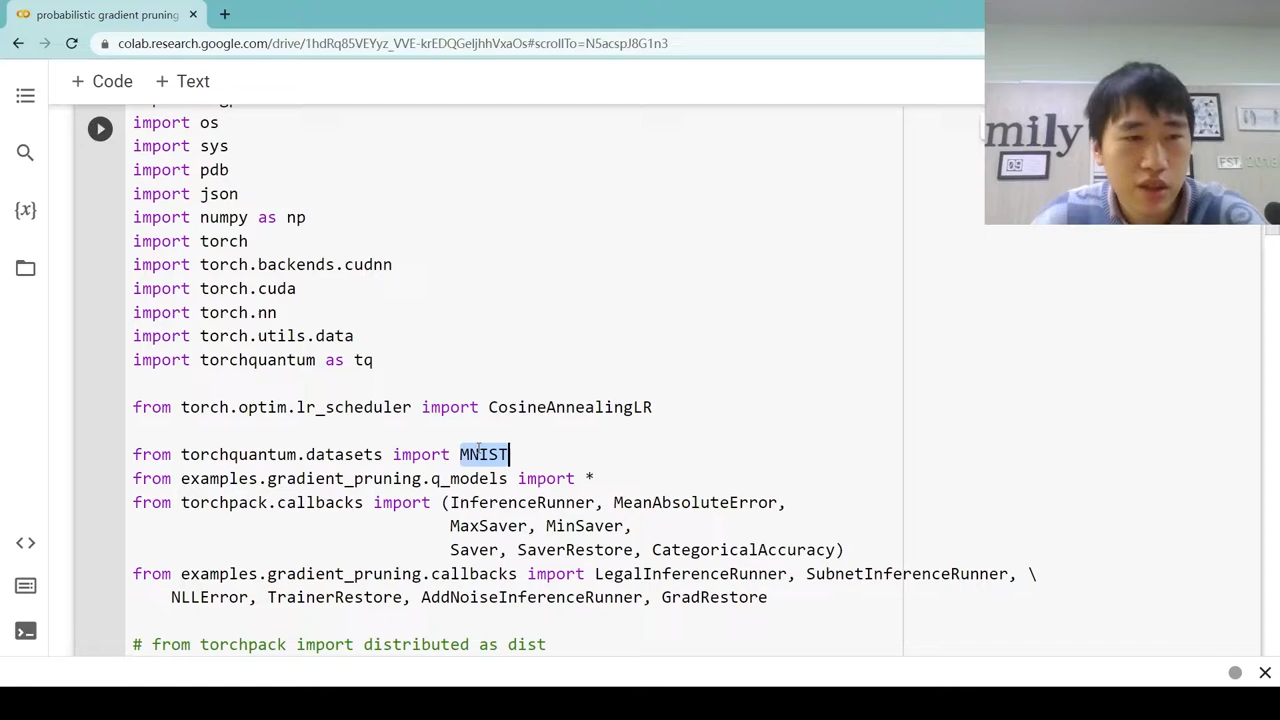 probabilistic gradient pruning
colab.research.google.com/drive/1hdRq85VEYyz_VVE-krEDQGeljhhVxaOs#scrollTo=N5acspJ8G1n3
+ Code + Text
import os
import sys
import pdb
import json
import numpy as np
import torch
import torch.backends.cudnn
import torch.cuda
import torch.nn
import torch.utils.data
import torchquantum as tq
from torch.optim.lr_scheduler import CosineAnnealingLR
from torchquantum.datasets import MNIST
from examples.gradient_pruning.q_models import *
from torchpack.callbacks import (InferenceRunner, MeanAbsoluteError,
MaxSaver, MinSaver,
Saver, SaverRestore, CategoricalAccuracy)
from examples.gradient_pruning.callbacks import LegalInferenceRunner, SubnetInferenceRunner, \
NLLError, TrainerRestore, AddNoiseInferenceRunner, GradRestore
# from torchpack import distributed as dist
{x}
mily